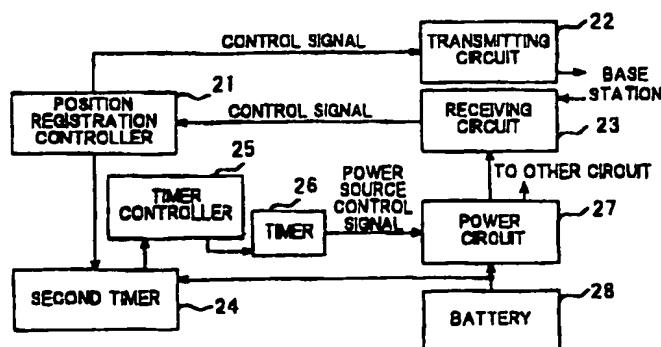 CONTROL SIGNAL
22
TRANSMITTING
CIRCUIT
BASE
STATION
21
POSITION
REGISTRATION
CONTROLLER
CONTROL SIGNAL
RECEIVING
CIRCUIT
23
25
TIMER
CONTROLLER
26
TIMER
POWER
SOURCE
CONTROL
SIGNAL
TO OTHER CIRCUIT
POWER
CIRCUIT
27
SECOND TIMER
24
BATTERY
28